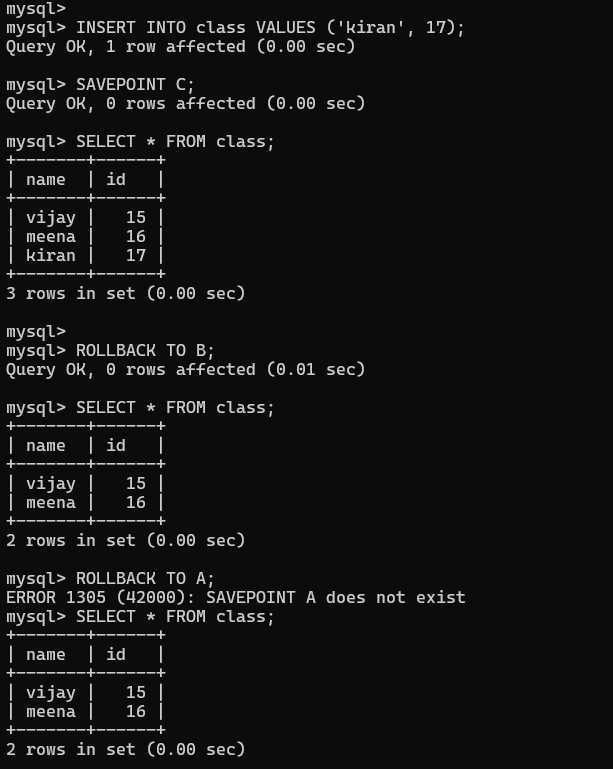 mysql>
mysql> INSERT INTO class VALUES ('kiran', 17);
Query OK, 1 row affected (0.00 sec)

mysql> SAVEPOINT C;
Query OK, 0 rows affected (0.00 sec)

mysql> SELECT * FROM class;
+-------+------+
| name  | id   |
+-------+------+
| vijay |   15 |
| meena |   16 |
| kiran |   17 |
+-------+------+
3 rows in set (0.00 sec)

mysql>
mysql> ROLLBACK TO B;
Query OK, 0 rows affected (0.01 sec)

mysql> SELECT * FROM class;
+-------+------+
| name  | id   |
+-------+------+
| vijay |   15 |
| meena |   16 |
+-------+------+
2 rows in set (0.00 sec)

mysql> ROLLBACK TO A;
ERROR 1305 (42000): SAVEPOINT A does not exist
mysql> SELECT * FROM class;
+-------+------+
| name  | id   |
+-------+------+
| vijay |   15 |
| meena |   16 |
+-------+------+
2 rows in set (0.00 sec)